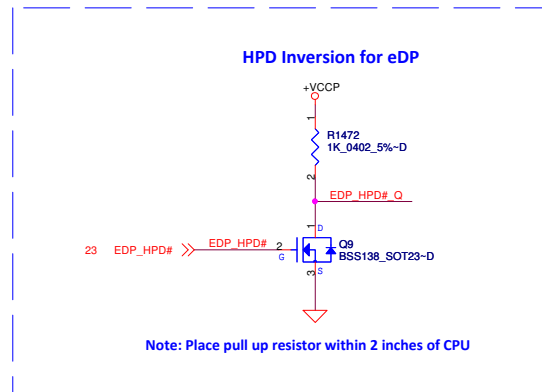 HPD Inversion for eDP
+VCCP
1
R1472
1K_0402_5%~D
2
EDP_HPD#_Q
1
D
23 EDP_HPD#
EDP_HPD#
2
G
Q9
BSS138_SOT23~D
3
S
Note: Place pull up resistor within 2 inches of CPU